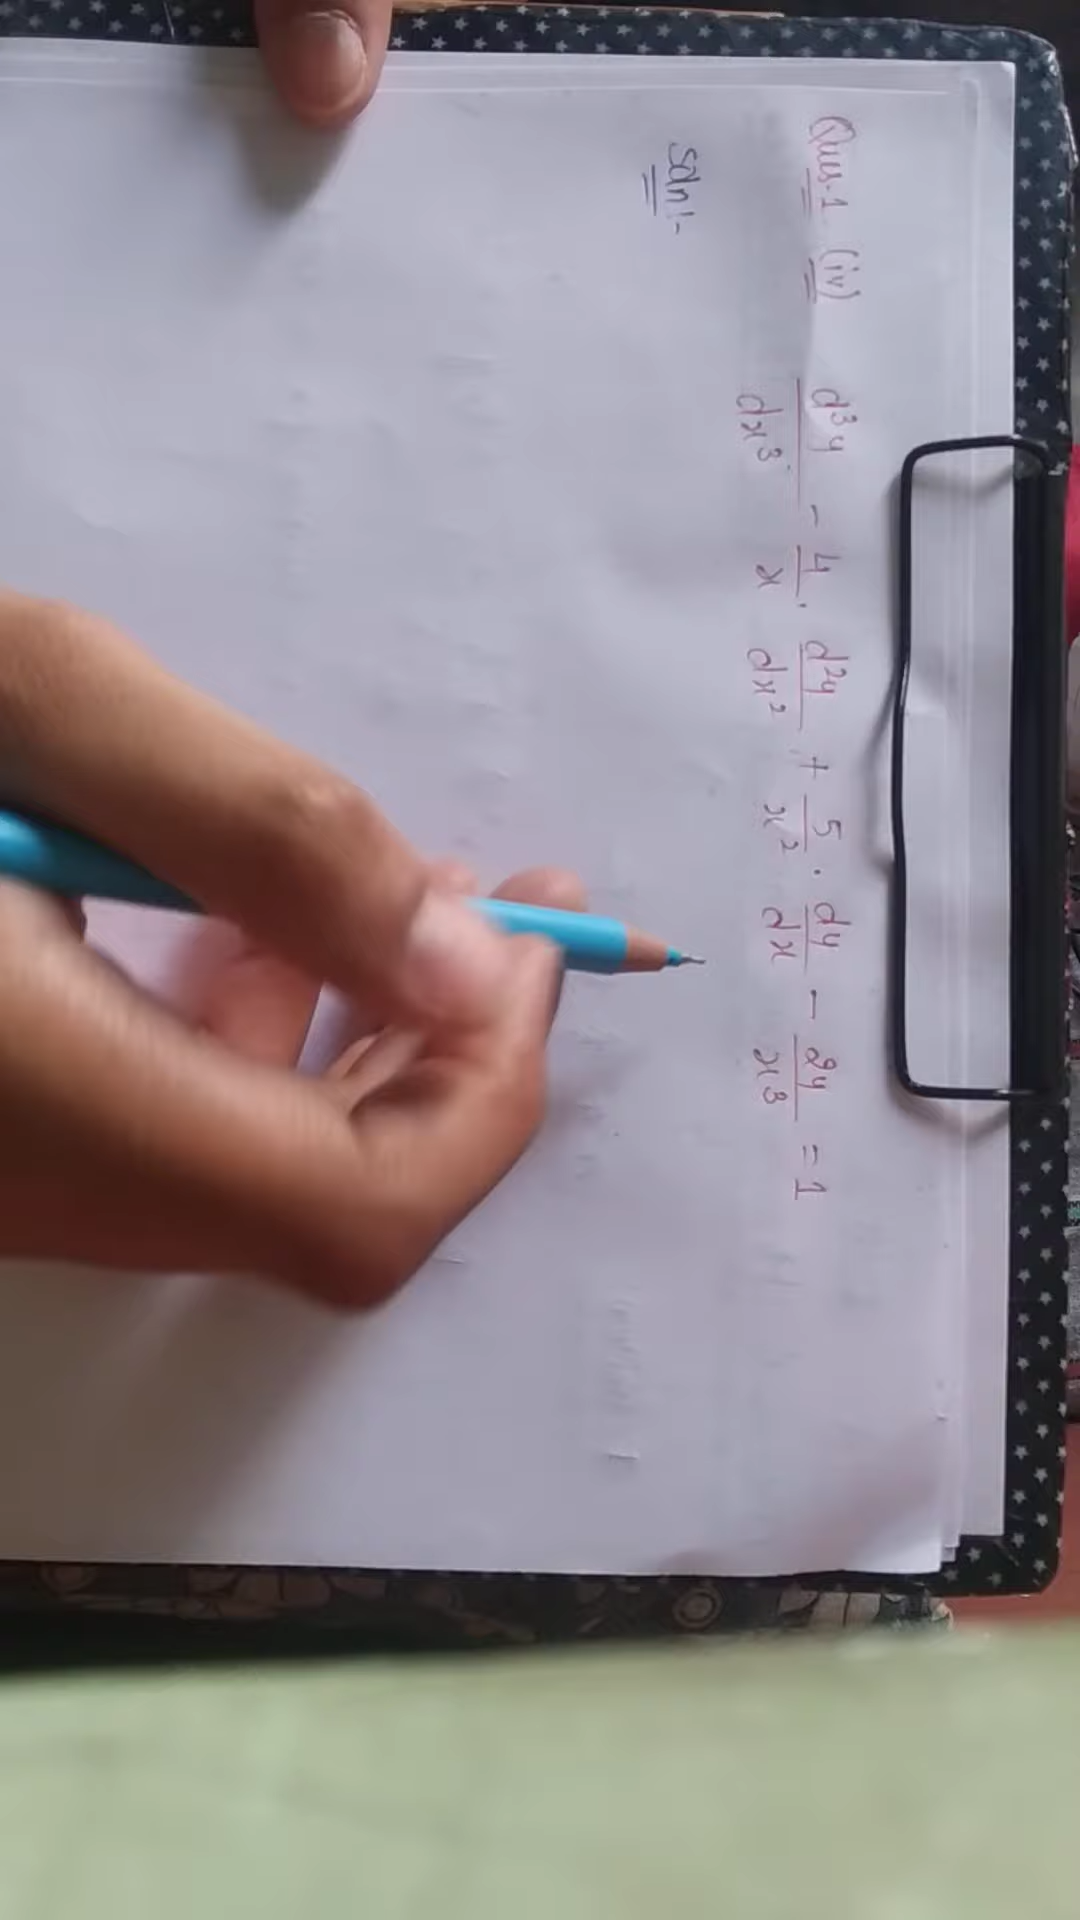 Ques.1 (iv) d³y/dx³ - 4/x . d²y/dx² + 5/x² . dy/dx - 2y/x³ = 1
Soln:-